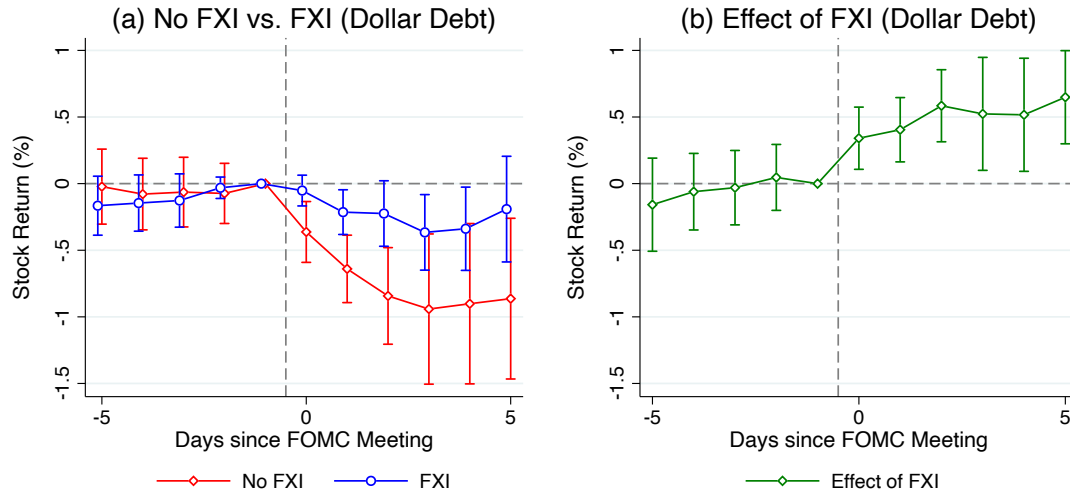 (a) No FXI vs. FXI (Dollar Debt)
Stock Return (%)
1
.5
0
-.5
-1
-1.5
-5
0
5
Days since FOMC Meeting
No FXI
FXI
(b) Effect of FXI (Dollar Debt)
Stock Return (%)
1
.5
0
-.5
-1
-1.5
-5
0
5
Days since FOMC Meeting
Effect of FXI